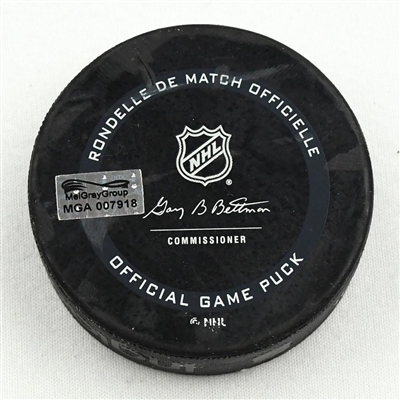 RONDELLE DE MATCH OFFICIELLE
NHL
®
MeiGrayGroup
MGA 007918
Gary B Bettman
COMMISSIONER
OFFICIAL GAME PUCK
© NHL